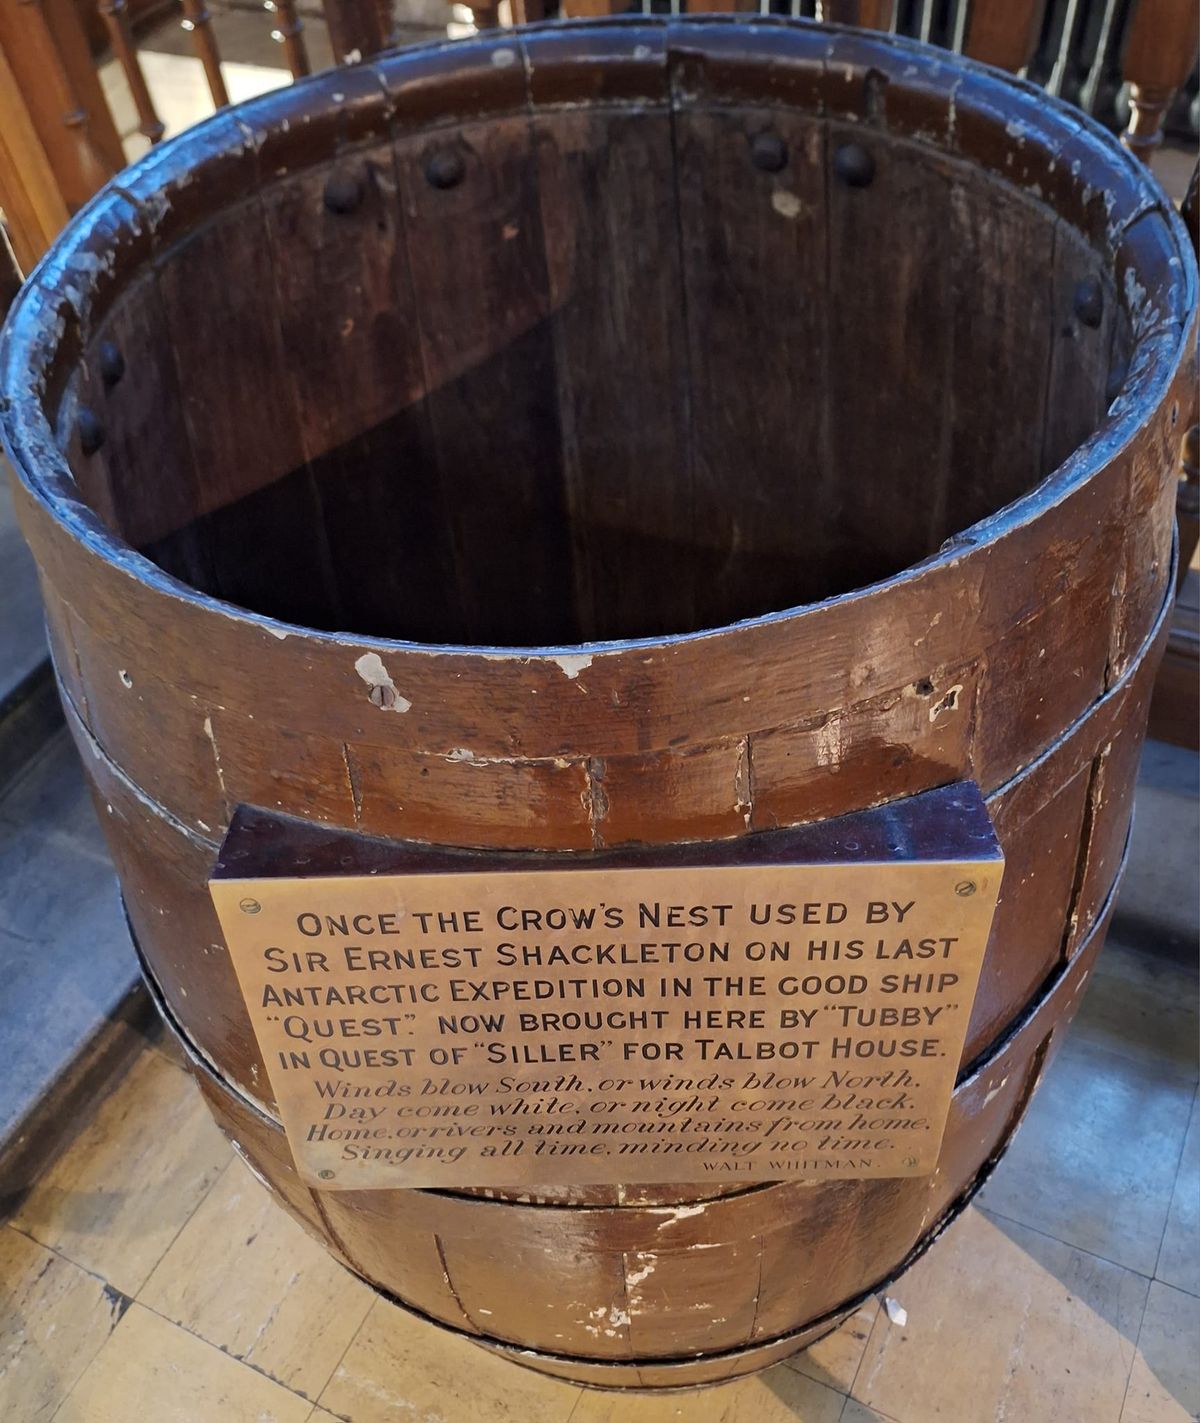 ONCE THE CROW'S NEST USED BY
SIR ERNEST SHACKLETON ON HIS LAST
ANTARCTIC EXPEDITION IN THE GOOD SHIP
"QUEST". NOW BROUGHT HERE BY "TUBBY"
IN QUEST OF "SILLER" FOR TALBOT HOUSE.
Winds blow South, or winds blow North,
Day come white, or night come black,
Home, or rivers and mountains from home,
Singing all time, minding no time.
WALT WHITMAN.